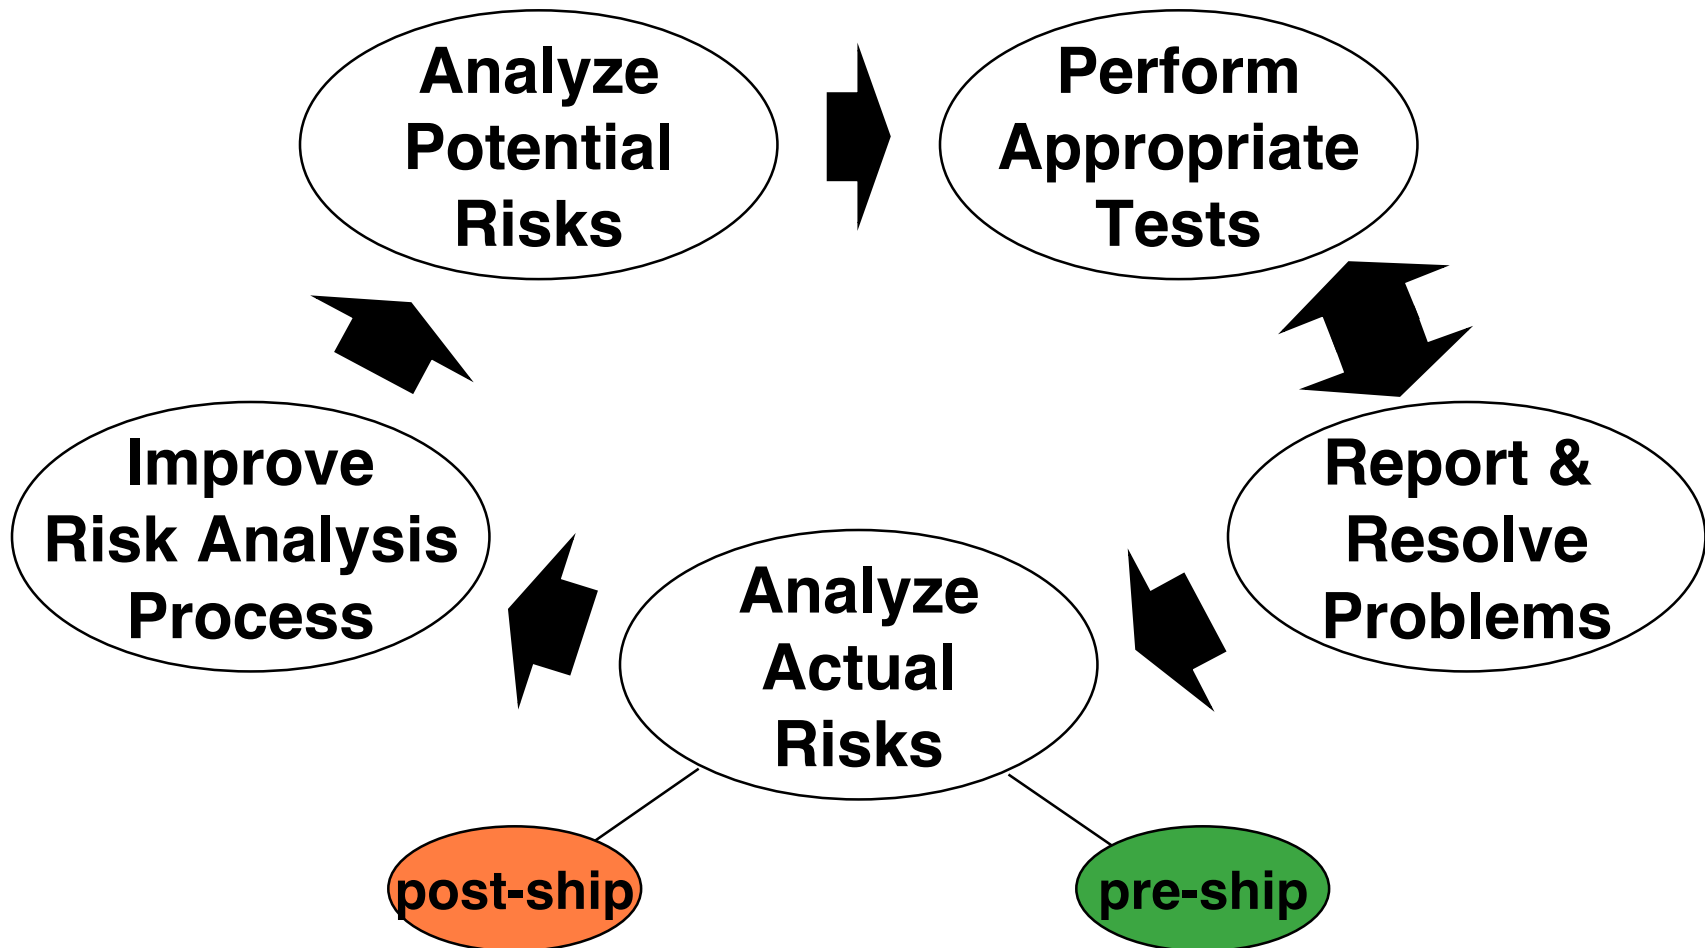 Analyze
Potential
Risks
Perform
Appropriate
Tests
Improve
Risk Analysis
Process
Report &
Resolve
Problems
Analyze
Actual
Risks
post-ship
pre-ship